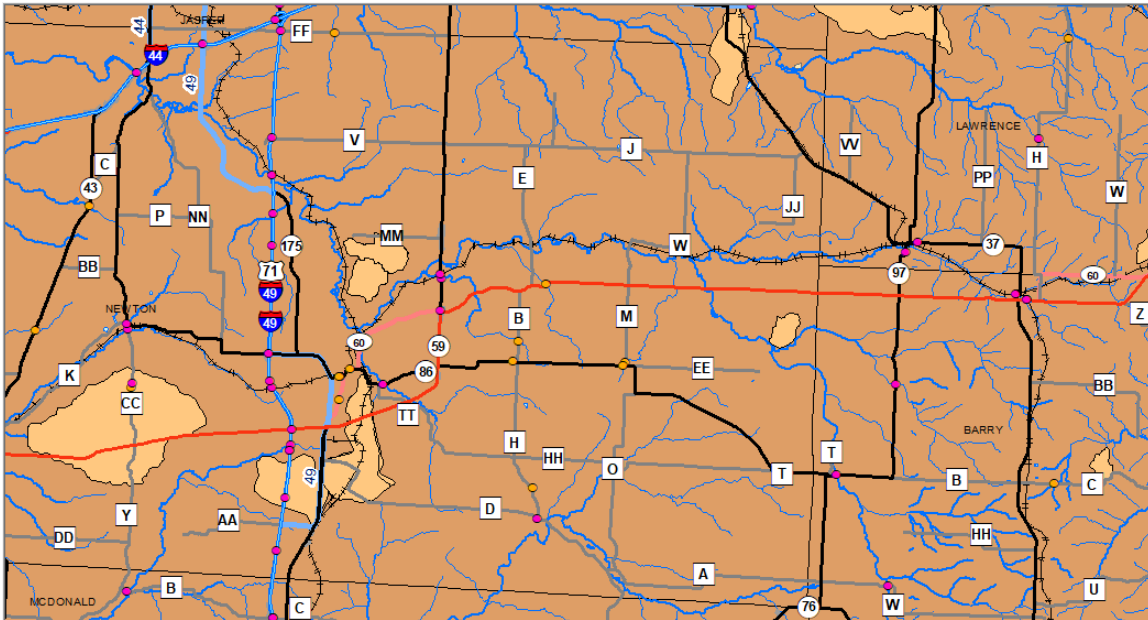 JASPER
44
FF
44
49
V
J
VV
LAWRENCE
H
C
E
PP
43
W
P
NN
JJ
MM
W
37
175
BB
71
97
60
49
NEWTON
49
B
M
Z
60
59
K
86
EE
CC
TT
BB
BARRY
H
HH
O
T
T
B
C
49
Y
D
AA
DD
HH
A
B
U
MCDONALD
C
76
W